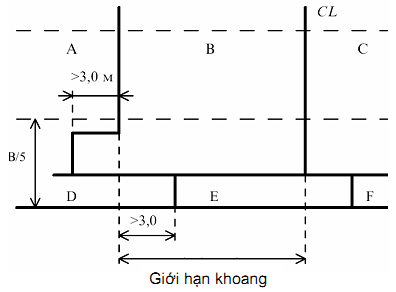 CL
A B C
>3,0 м
B/5
D E F
>3,0
Giới hạn khoang